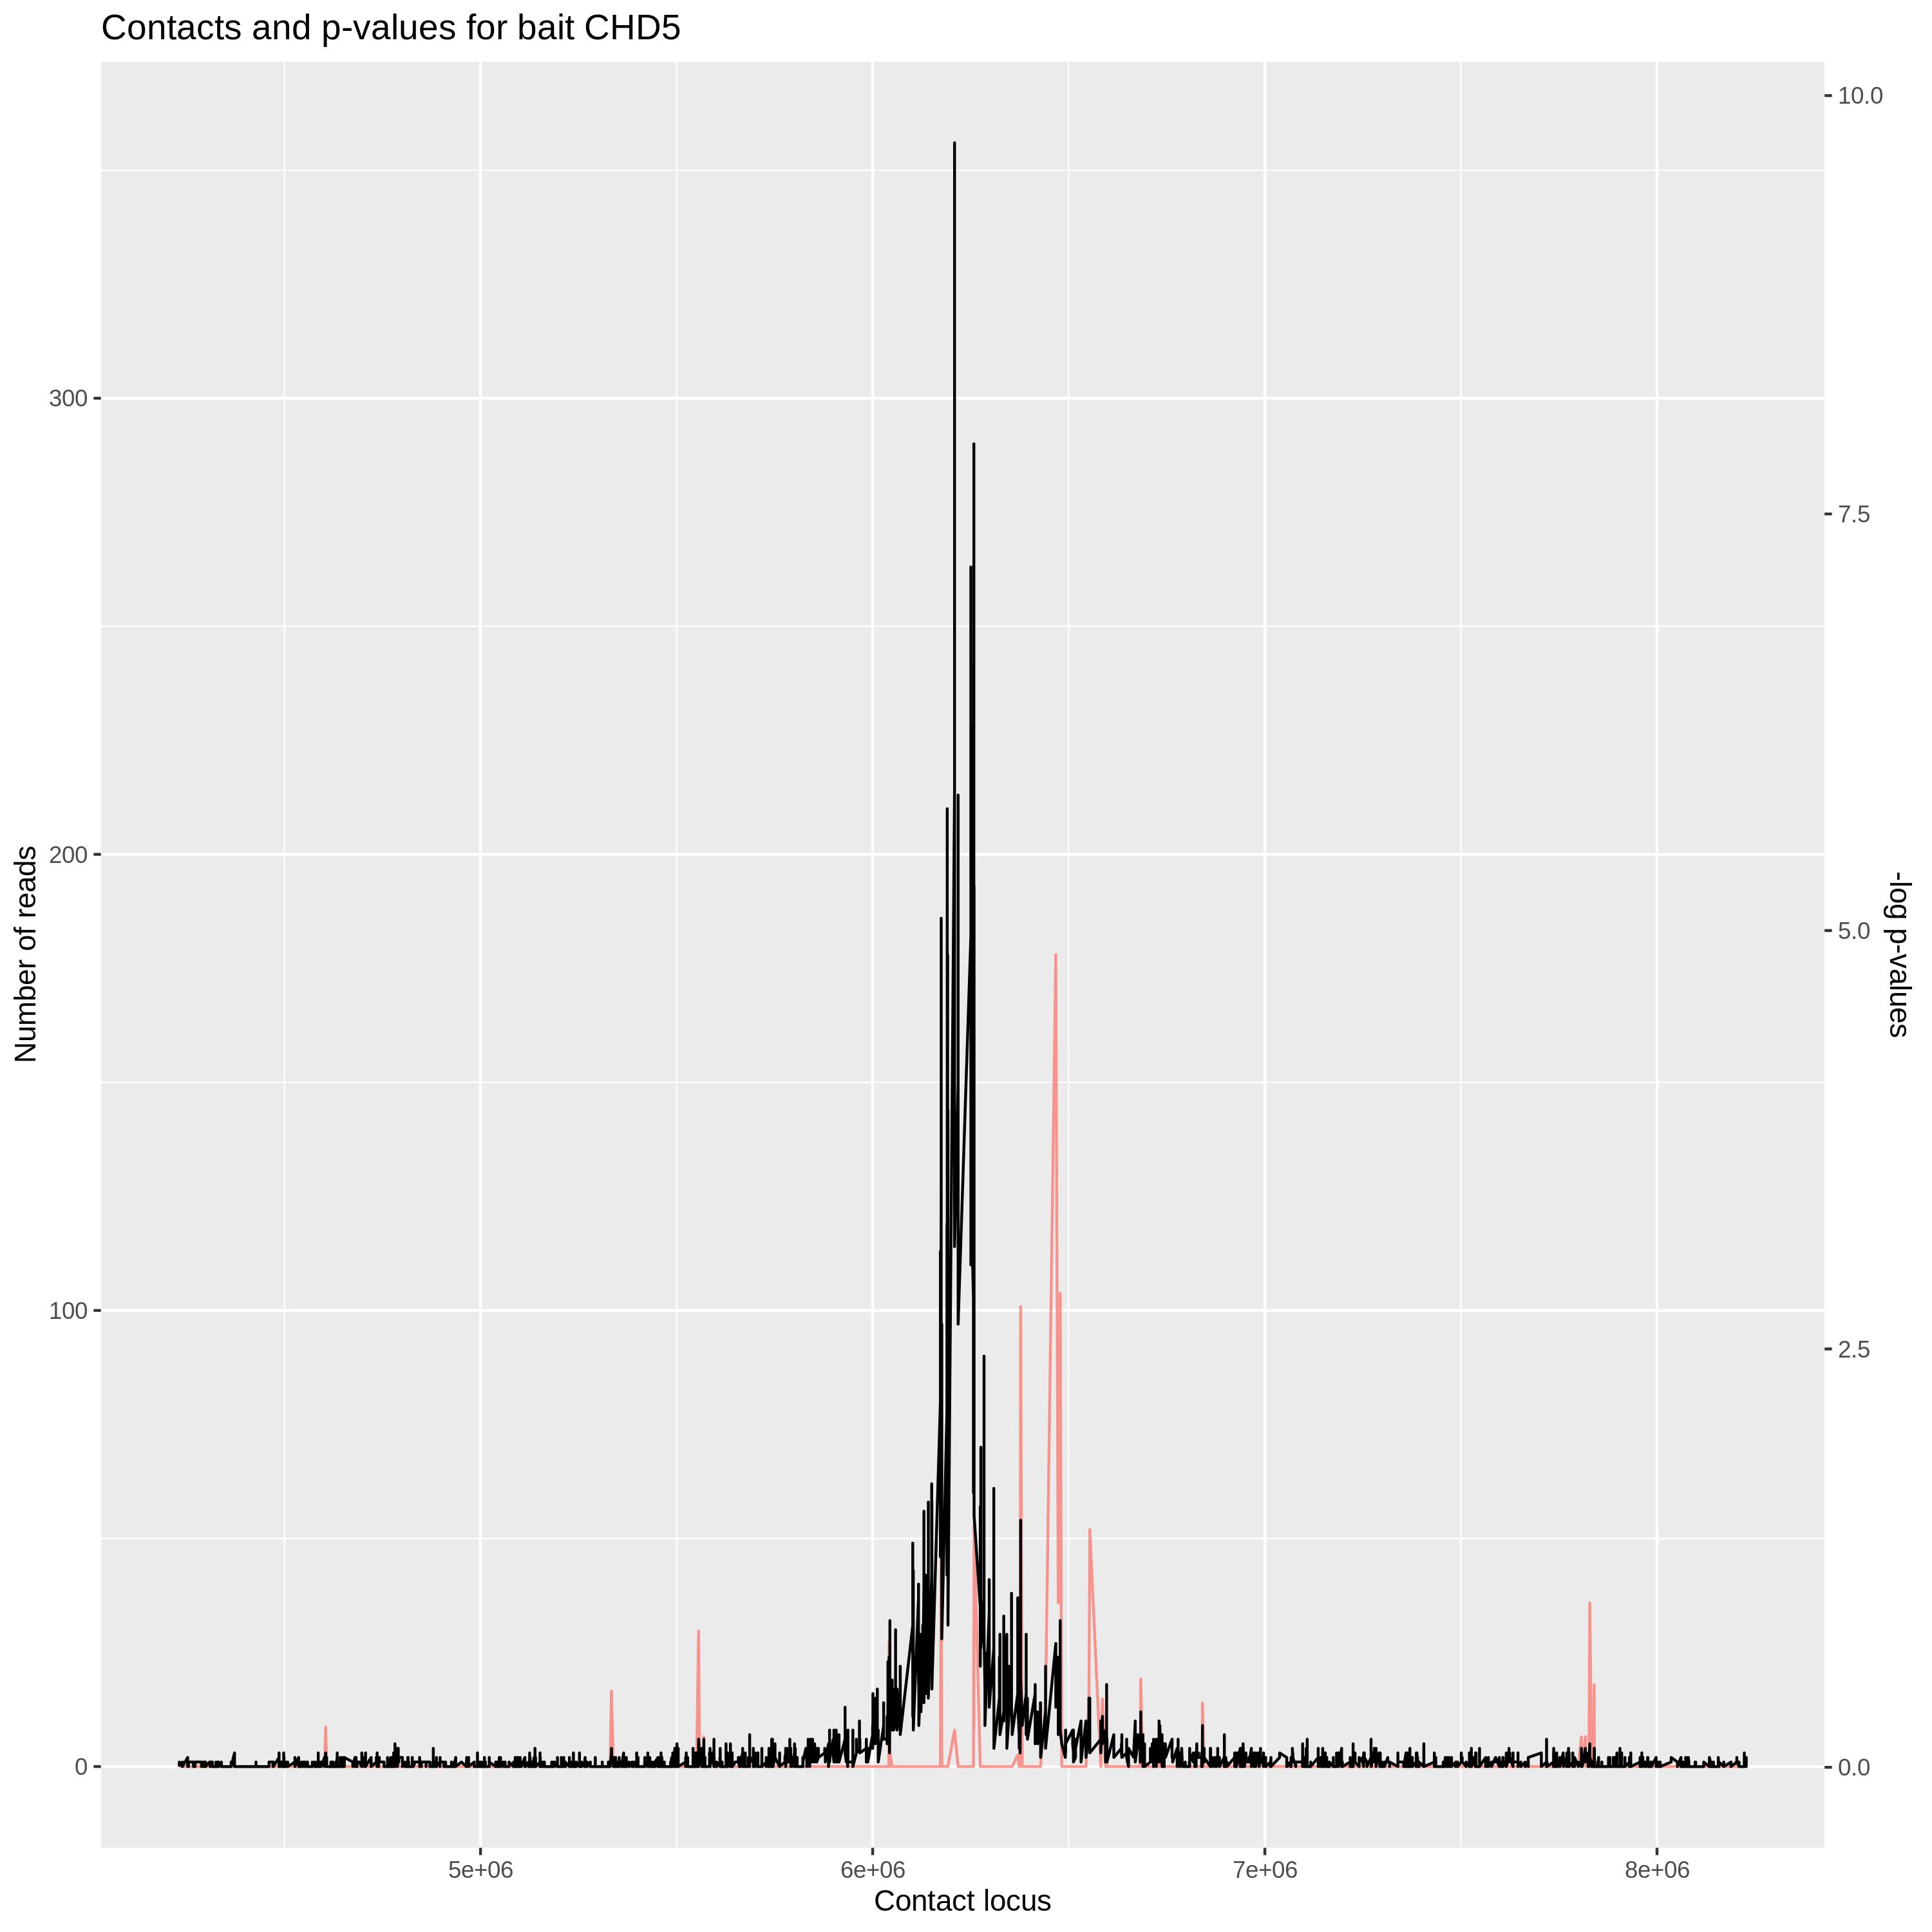 Contacts and p-values for bait CHD5
Number of reads
300
200
100
0
10.0
7.5
5.0
2.5
0.0
-log p-values
5e+06
6e+06
7e+06
8e+06
Contact locus